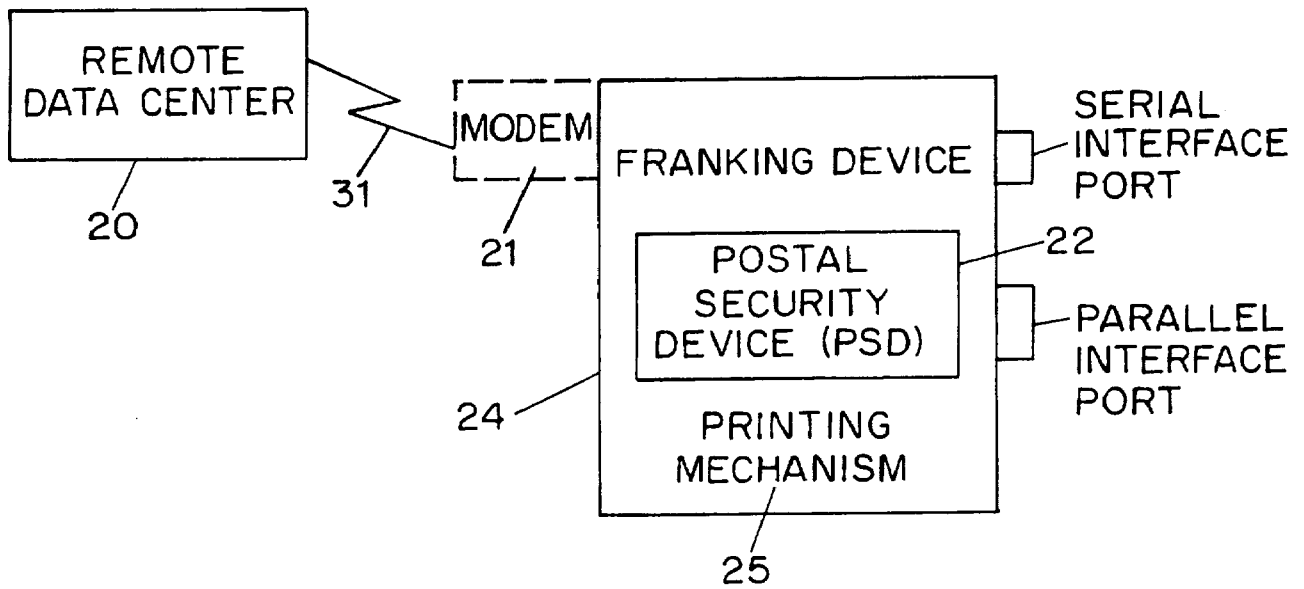 REMOTE
DATA CENTER
20
31
MODEM
21
FRANKING DEVICE
POSTAL
SECURITY
DEVICE (PSD)
22
24
PRINTING
MECHANISM
25
SERIAL
INTERFACE
PORT
PARALLEL
INTERFACE
PORT